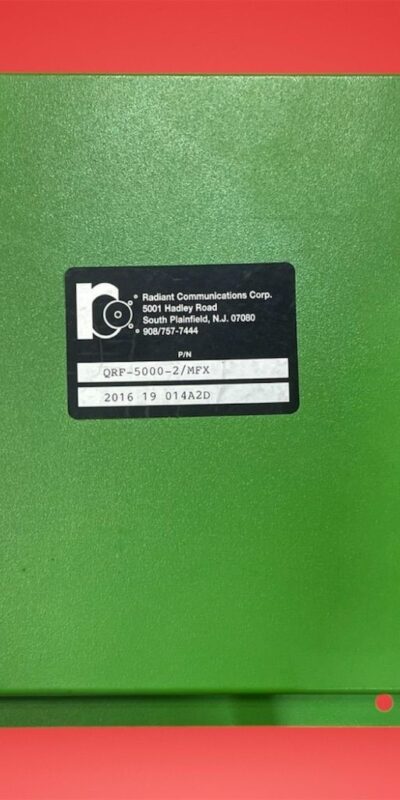 Radiant Communications Corp.
5001 Hadley Road
South Plainfield, N.J. 07080
908/757-7444
P/N
QRF-5000-2/MFX
2016 19 014A2D